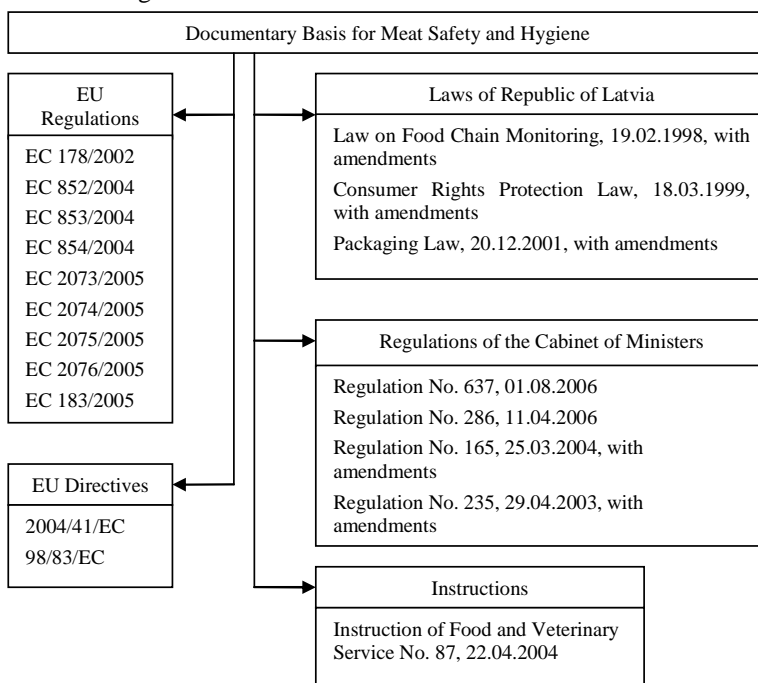 Documentary Basis for Meat Safety and Hygiene
EU
Regulations
EC 178/2002
EC 852/2004
EC 853/2004
EC 854/2004
EC 2073/2005
EC 2074/2005
EC 2075/2005
EC 2076/2005
EC 183/2005
EU Directives
2004/41/EC
98/83/EC
Laws of Republic of Latvia
Law on Food Chain Monitoring, 19.02.1998, with
amendments
Consumer Rights Protection Law, 18.03.1999,
with amendments
Packaging Law, 20.12.2001, with amendments
Regulations of the Cabinet of Ministers
Regulation No. 637, 01.08.2006
Regulation No. 286, 11.04.2006
Regulation No. 165, 25.03.2004, with
amendments
Regulation No. 235, 29.04.2003, with
amendments
Instructions
Instruction of Food and Veterinary
Service No. 87, 22.04.2004